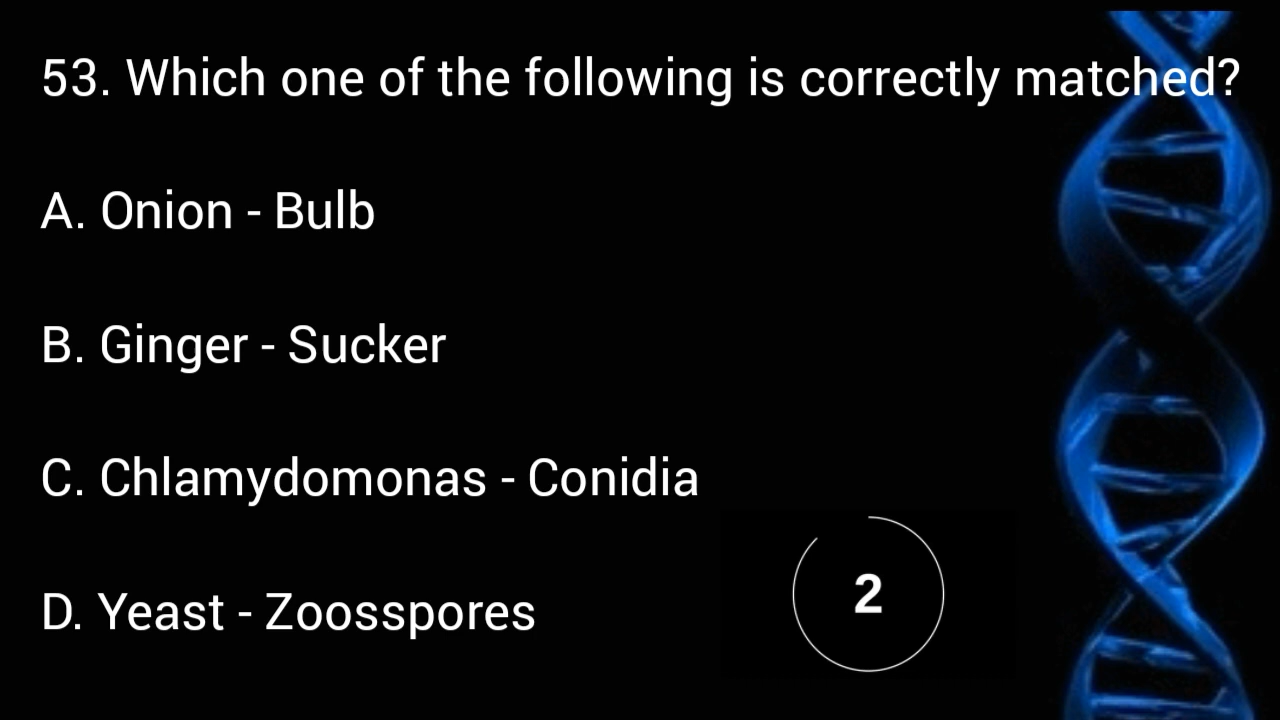 53. Which one of the following is correctly matched?
A. Onion - Bulb
B. Ginger - Sucker
C. Chlamydomonas - Conidia
D. Yeast - Zoosspores
2